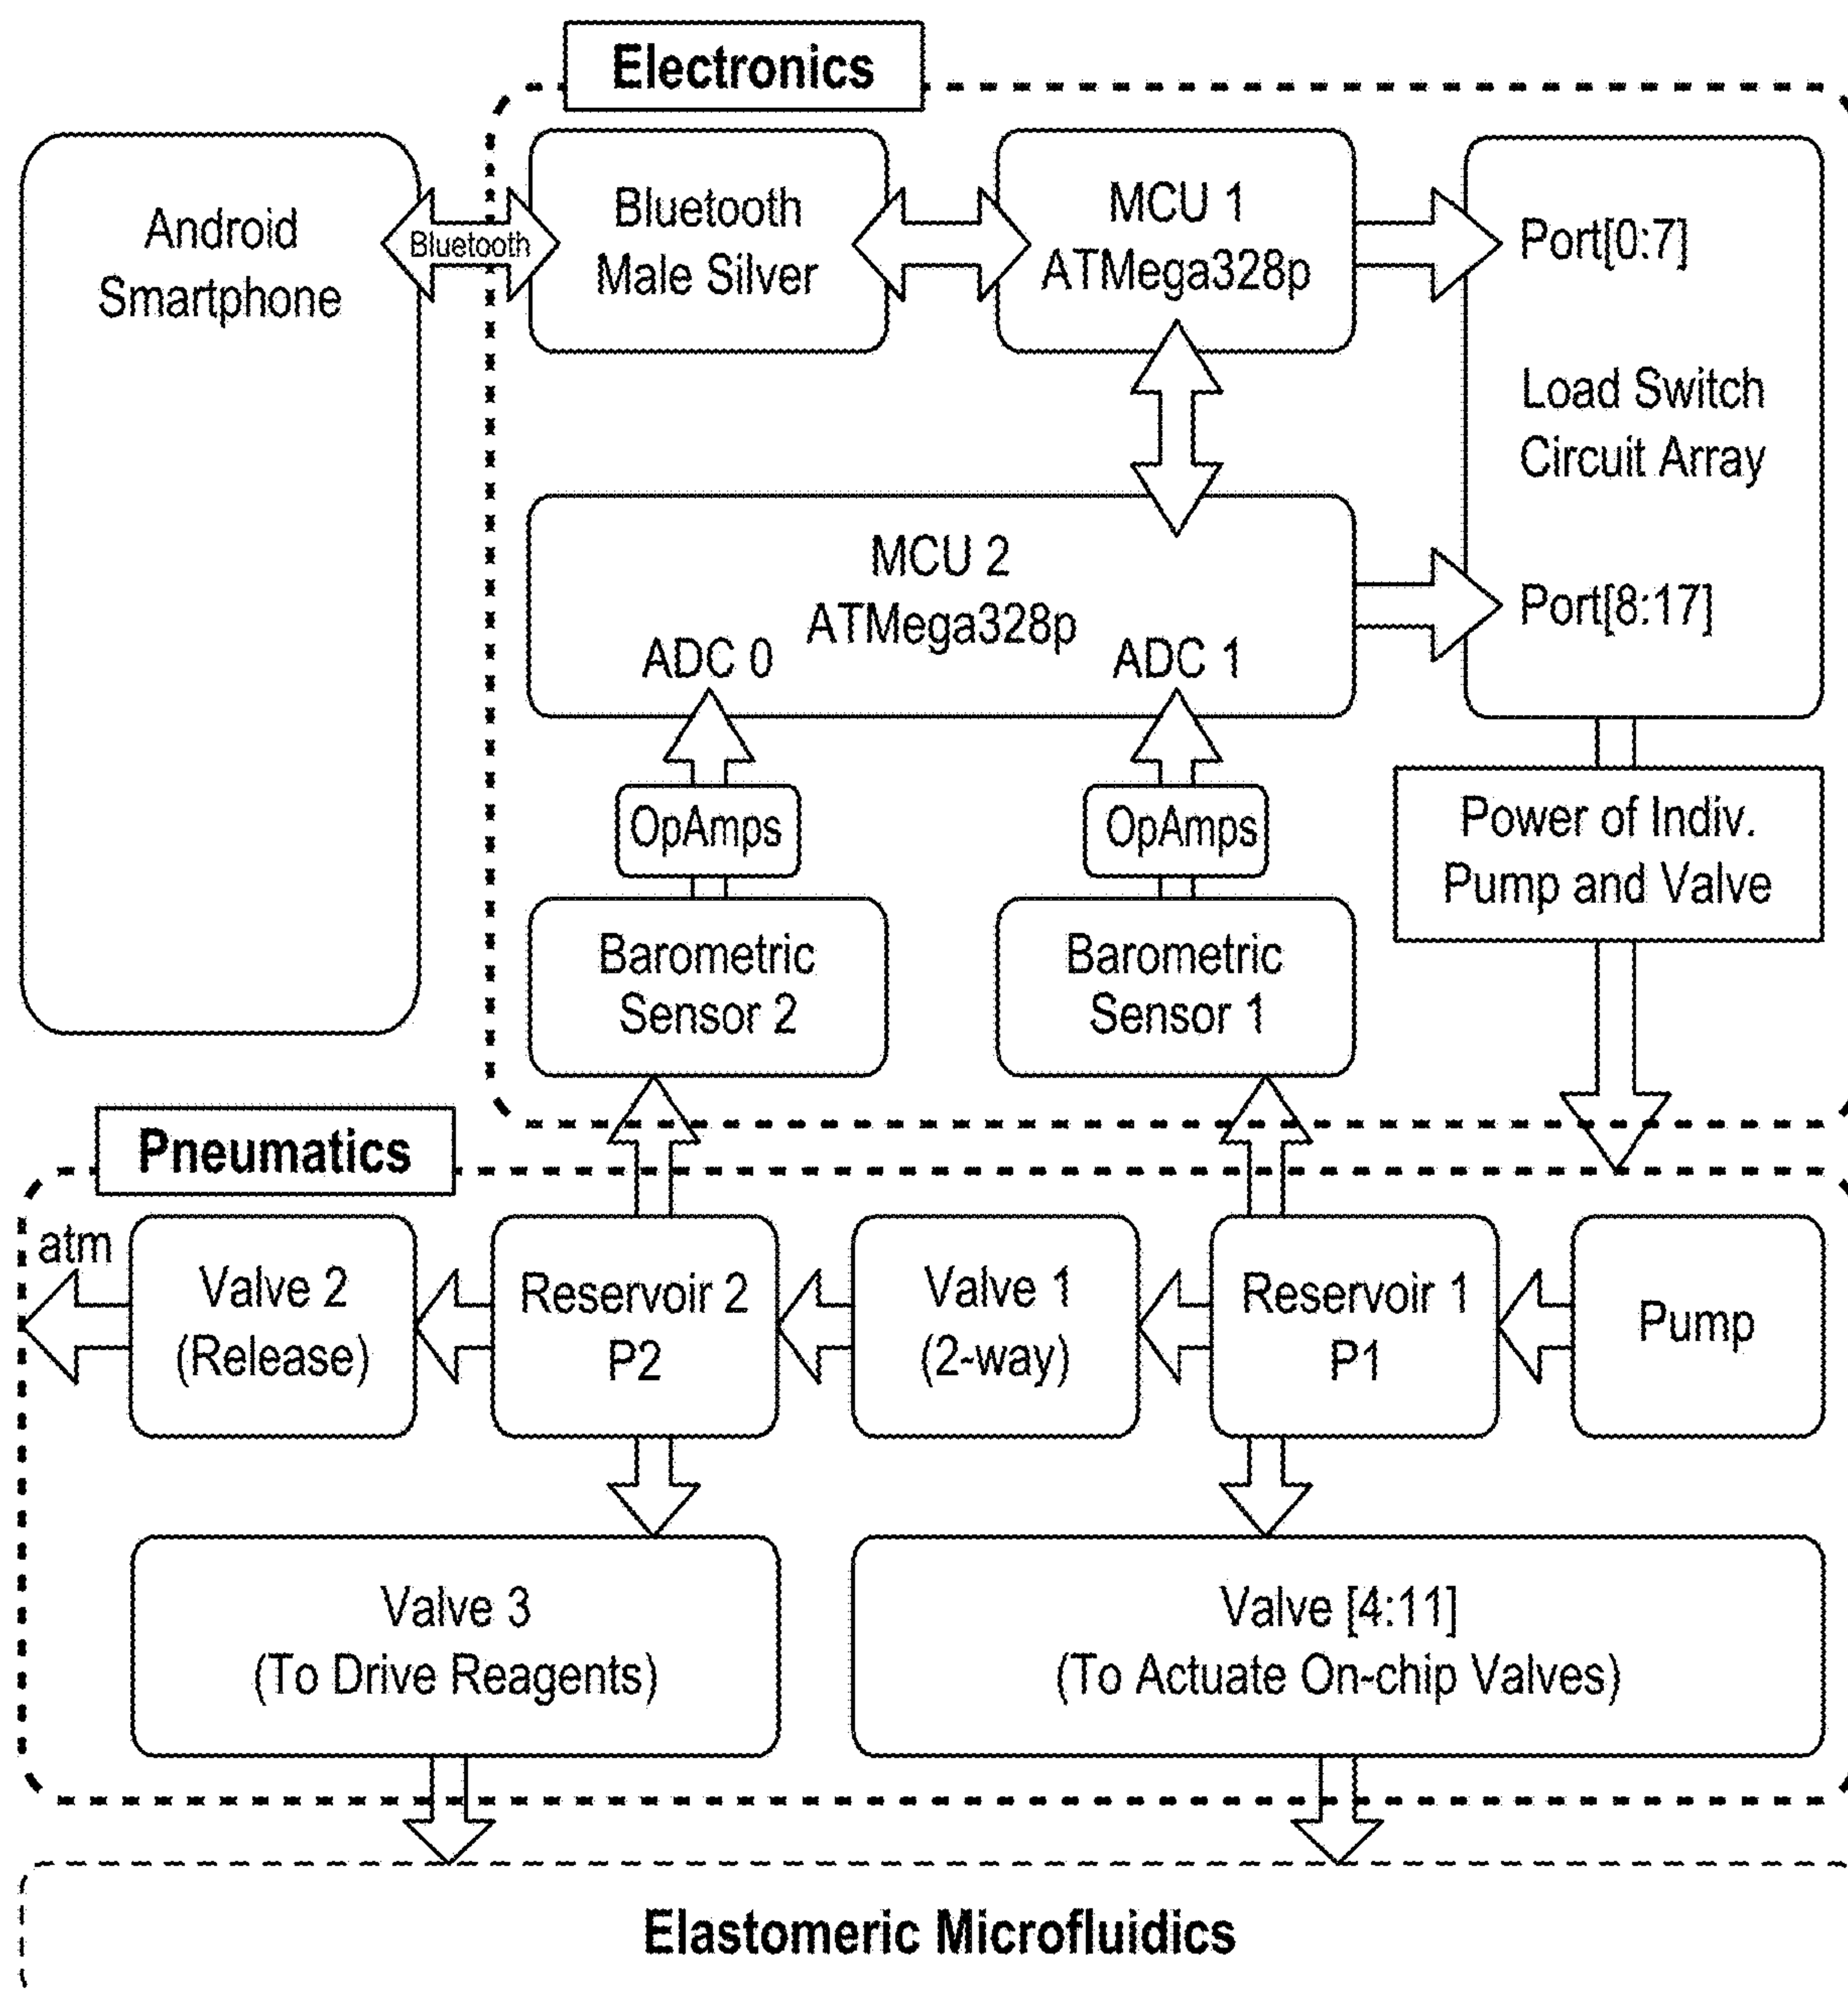 Electronics
Android
Smartphone
Bluetooth
Bluetooth
Male Silver
MCU 1
ATMega328p
Port[0:7]
Load Switch
Circuit Array
Port[8:17]
MCU 2
ATMega328p
ADC 0
ADC 1
OpAmps
OpAmps
Power of Indiv.
Pump and Valve
Barometric
Sensor 2
Barometric
Sensor 1
Pneumatics
atm
Valve 2
(Release)
Reservoir 2
P2
Valve 1
(2-way)
Reservoir 1
P1
Pump
Valve 3
(To Drive Reagents)
Valve [4:11]
(To Actuate On-chip Valves)
Elastomeric Microfluidics